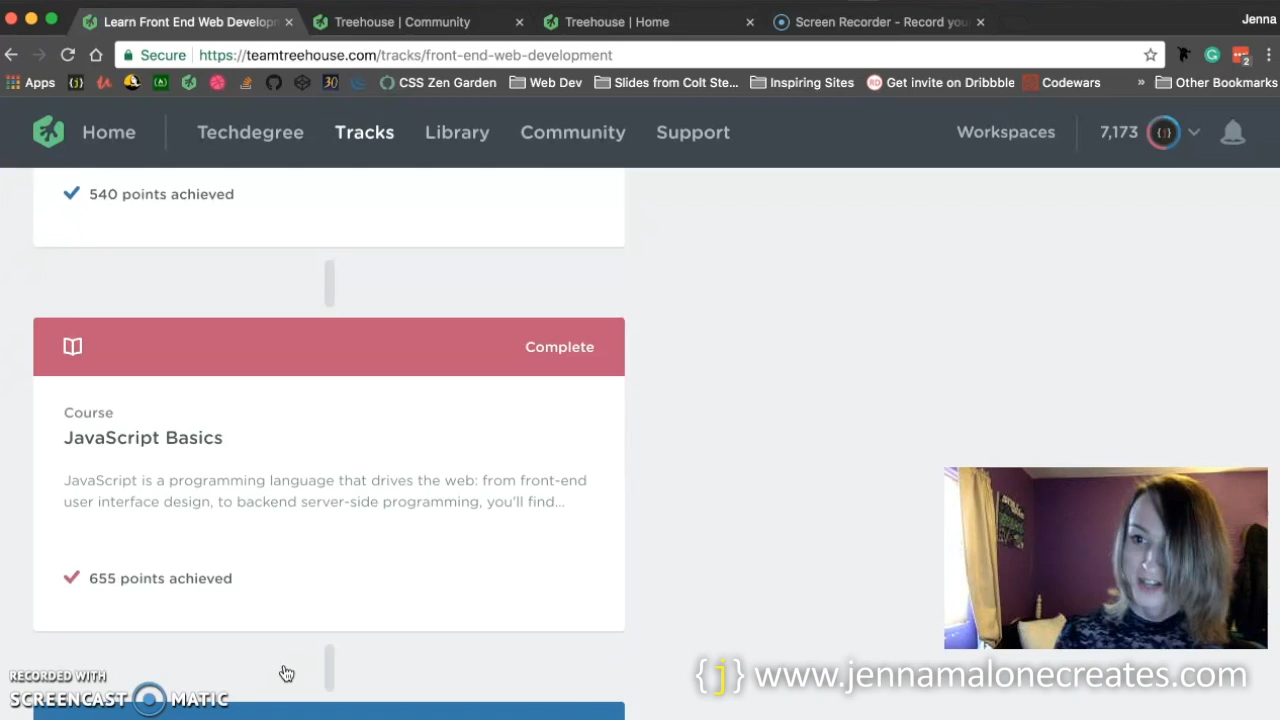 Learn Front End Web Developm
Treehouse | Community
Treehouse | Home
Screen Recorder - Record you
Jenna
Secure
https://teamtreehouse.com/tracks/front-end-web-development
Apps
30
CSS Zen Garden
Web Dev
Slides from Colt Ste...
Inspiring Sites
RD
Get invite on Dribbble
Codewars
»
Other Bookmarks
2
Home
Techdegree
Tracks
Library
Community
Support
Workspaces
7,173
{j}
540 points achieved
Complete
Course
JavaScript Basics
JavaScript is a programming language that drives the web: from front-end
user interface design, to backend server-side programming, you'll find...
655 points achieved
RECORDED WITH
SCREENCAST MATIC
{j} www.jennamalonecreates.com